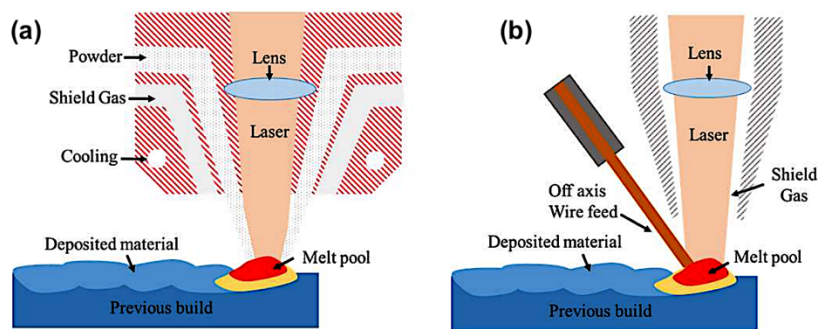 (a)
Powder
Shield Gas
Cooling
Lens
Laser
Deposited material
Melt pool
Previous build
(b)
Lens
Laser
Off axis
Wire feed
Shield
Gas
Deposited material
Melt pool
Previous build